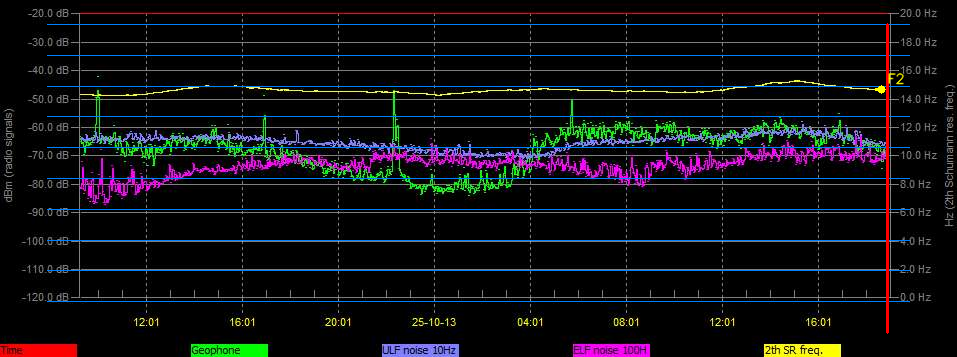 -20.0 dB 20.0 Hz
-30.0 dB 18.0 Hz
-40.0 dB 16.0 Hz
F2
-50.0 dB 14.0 Hz
-60.0 dB 12.0 Hz
-70.0 dB 10.0 Hz
-80.0 dB 8.0 Hz
-90.0 dB 6.0 Hz
-100.0 dB 4.0 Hz
-110.0 dB 2.0 Hz
-120.0 dB 0.0 Hz
dBm (radio signals)
Hz (2th Schumann res. freq.)
12:01 16:01 20:01 25-10-13 04:01 08:01 12:01 16:01
Time Geophone ULF noise 10Hz ELF noise 100H 2th SR freq.